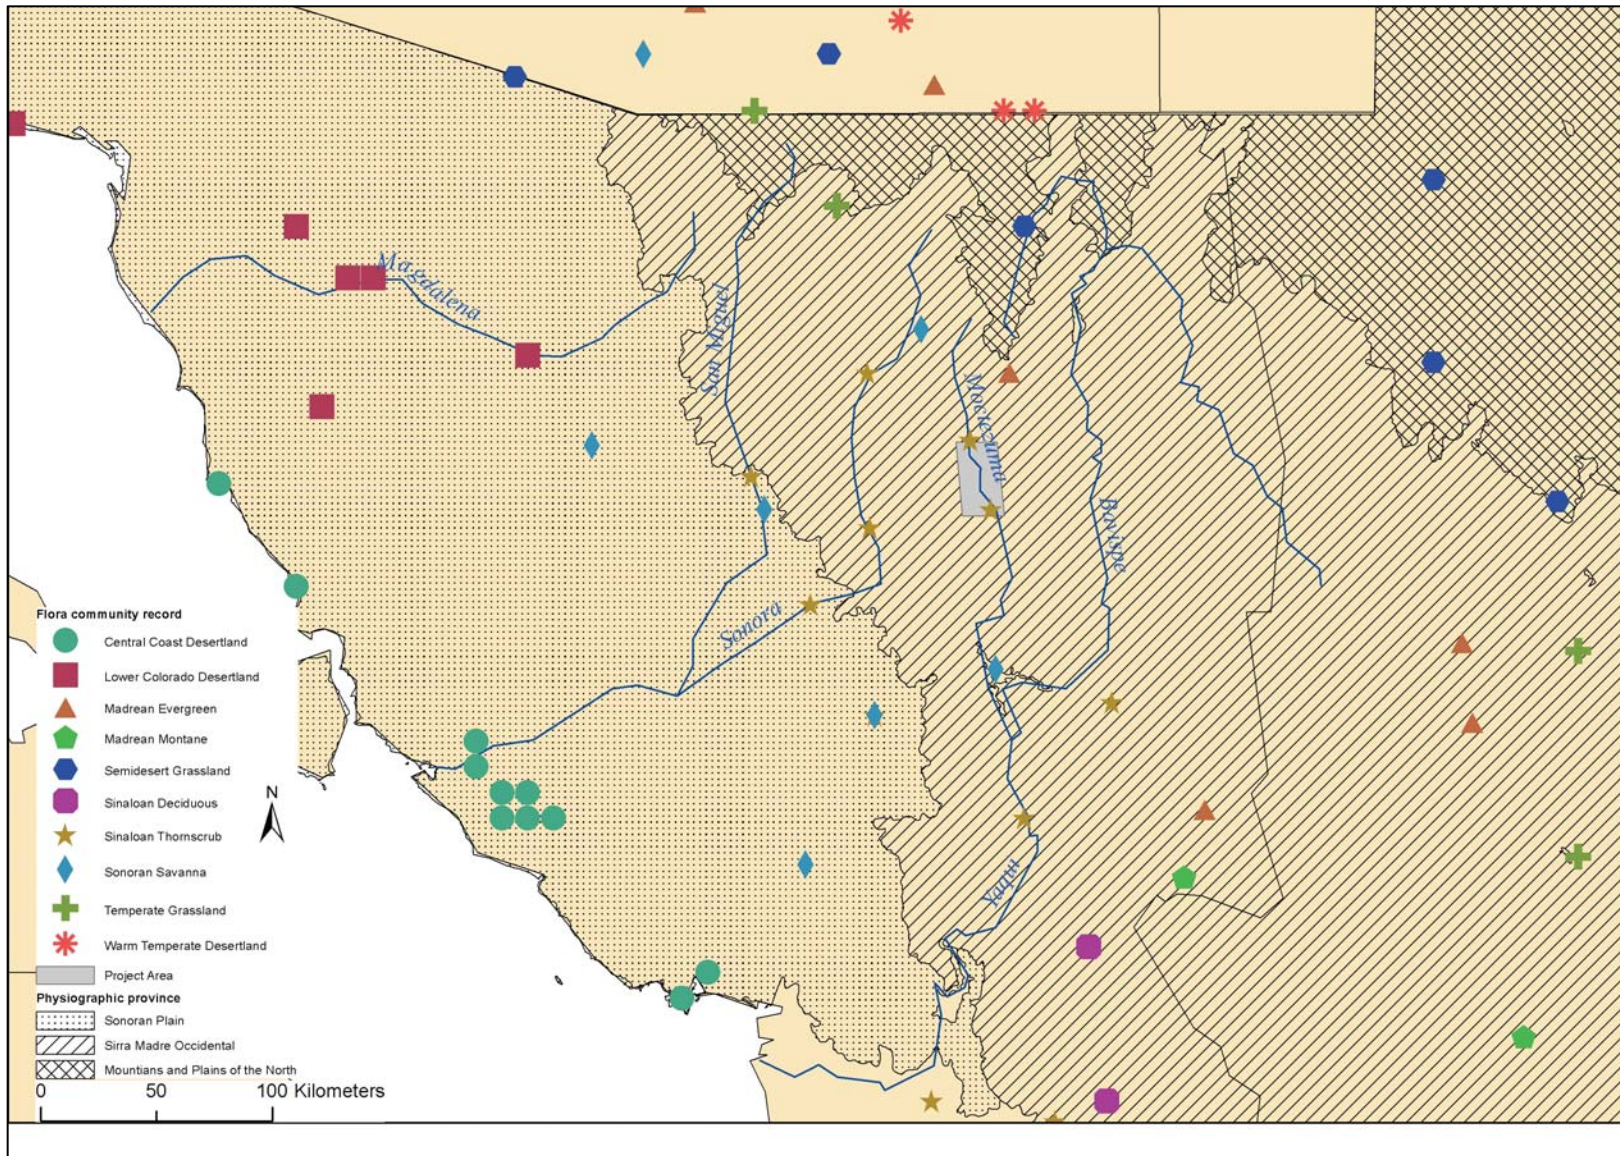 Magdalena
San Miguel
Moctezuma
Bavispe
Sonora
Yaqui
Flora community record
Central Coast Desertland
Lower Colorado Desertland
Madrean Evergreen
Madrean Montane
Semidesert Grassland
Sinaloan Deciduous
Sinaloan Thornscrub
Sonoran Savanna
Temperate Grassland
Warm Temperate Desertland
Project Area
Physiographic province
Sonoran Plain
Sirra Madre Occidental
Mountians and Plains of the North
N
0 50 100 Kilometers